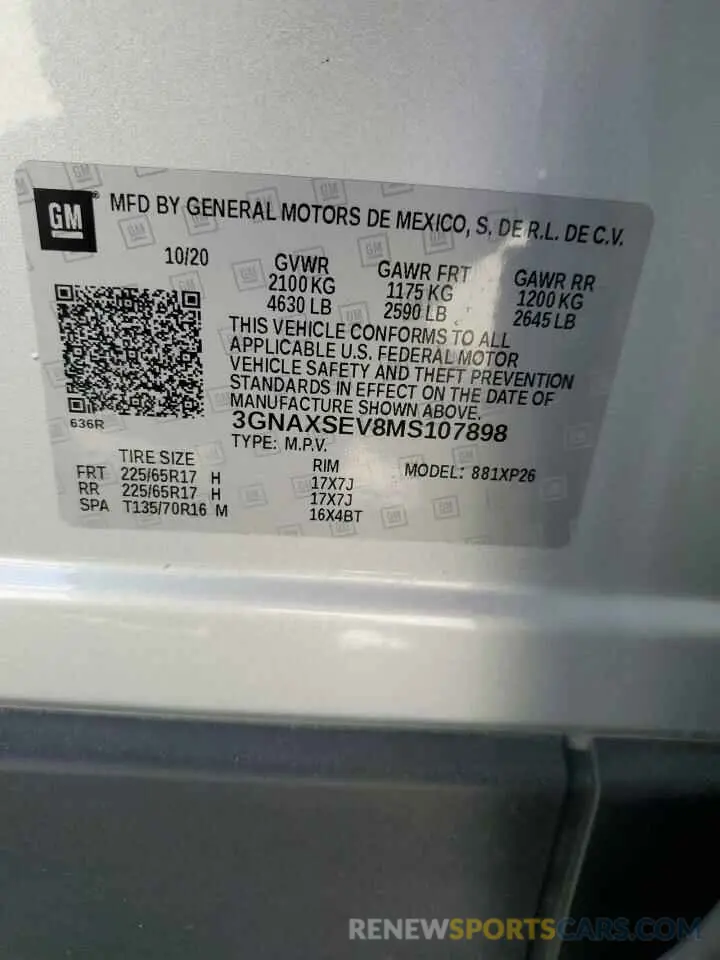 GM® MFD BY GENERAL MOTORS DE MEXICO, S, DE R.L. DE C.V.
10/20 GVWR GAWR FRT GAWR RR
2100 KG 1175 KG 1200 KG
4630 LB 2590 LB 2645 LB
THIS VEHICLE CONFORMS TO ALL
APPLICABLE U.S. FEDERAL MOTOR
VEHICLE SAFETY AND THEFT PREVENTION
STANDARDS IN EFFECT ON THE DATE OF
MANUFACTURE SHOWN ABOVE.
636R 3GNAXSEV8MS107898
TYPE: M.P.V.
TIRE SIZE RIM MODEL: 881XP26
FRT 225/65R17 H 17X7J
RR 225/65R17 H 17X7J
SPA T135/70R16 M 16X4BT
RENEWSPORTSCARS.COM